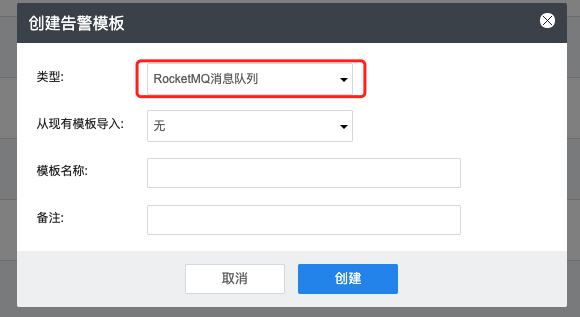 创建告警模板
类型: RocketMQ消息队列
从现有模板导入: 无
模板名称:
备注:
取消 创建